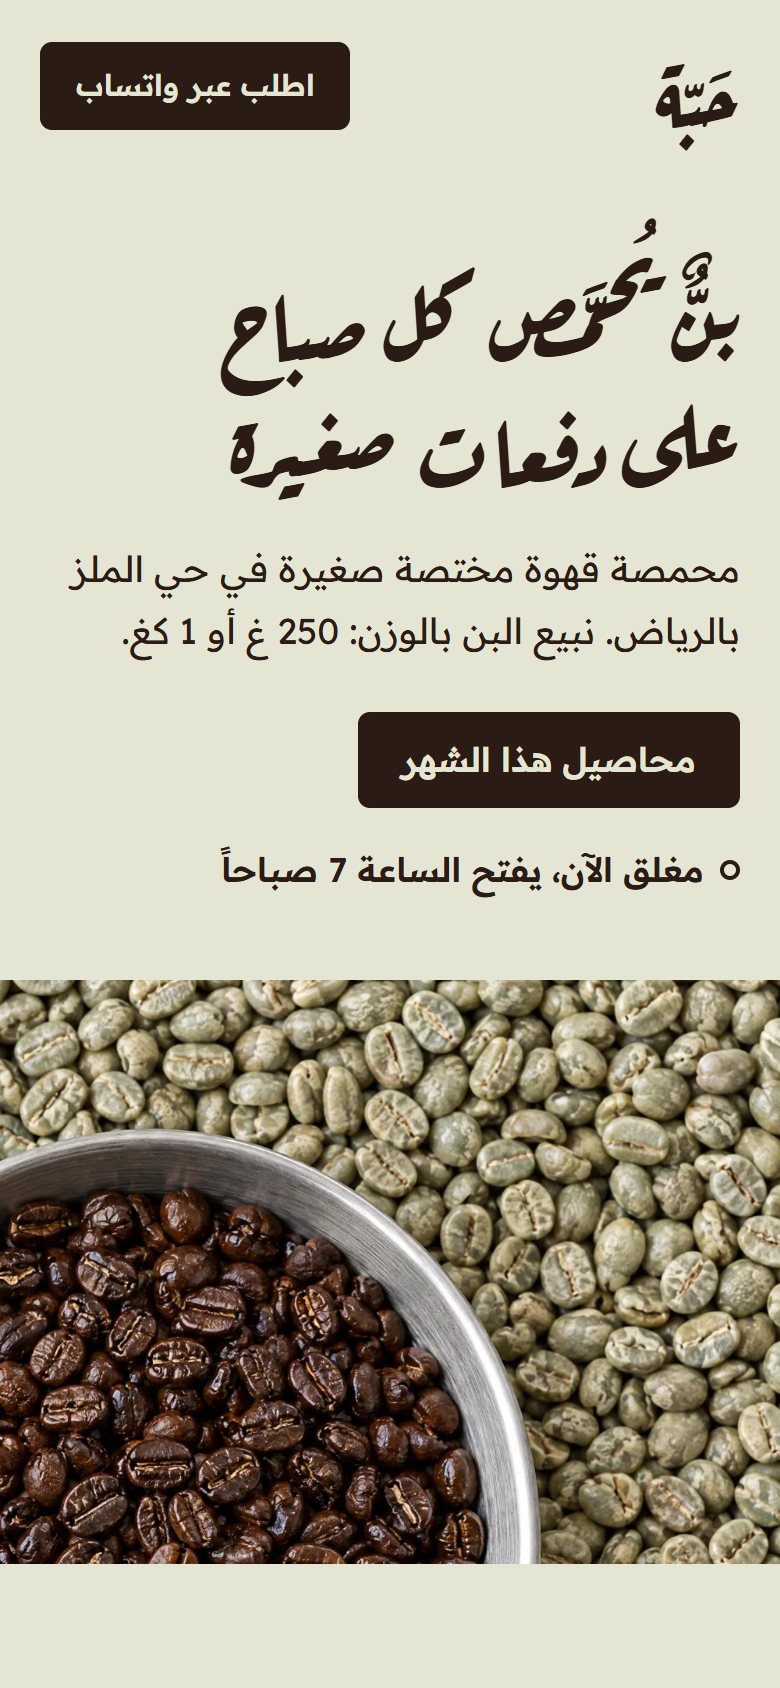 حَبّة
اطلب عبر واتساب
بنٌّ يُحمَّص كل صباح
على دفعات صغيرة
محمصة قهوة مختصة صغيرة في حي الملز
بالرياض. نبيع البن بالوزن: 250 غ أو 1 كغ.
محاصيل هذا الشهر
مغلق الآن، يفتح الساعة 7 صباحاً